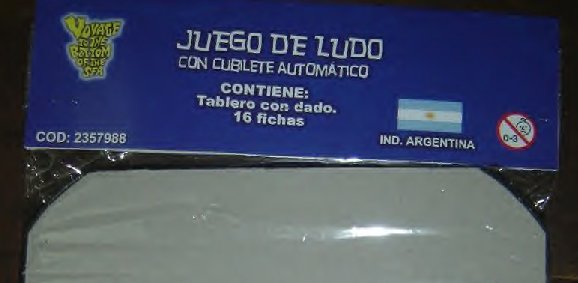 VOYAGE
TO THE
BOTTOM
OF THE
SEA
JUEGO DE LUDO
CON CUBILETE AUTOMÁTICO
CONTIENE:
Tablero con dado.
16 fichas
COD: 2357988
IND. ARGENTINA
0-3